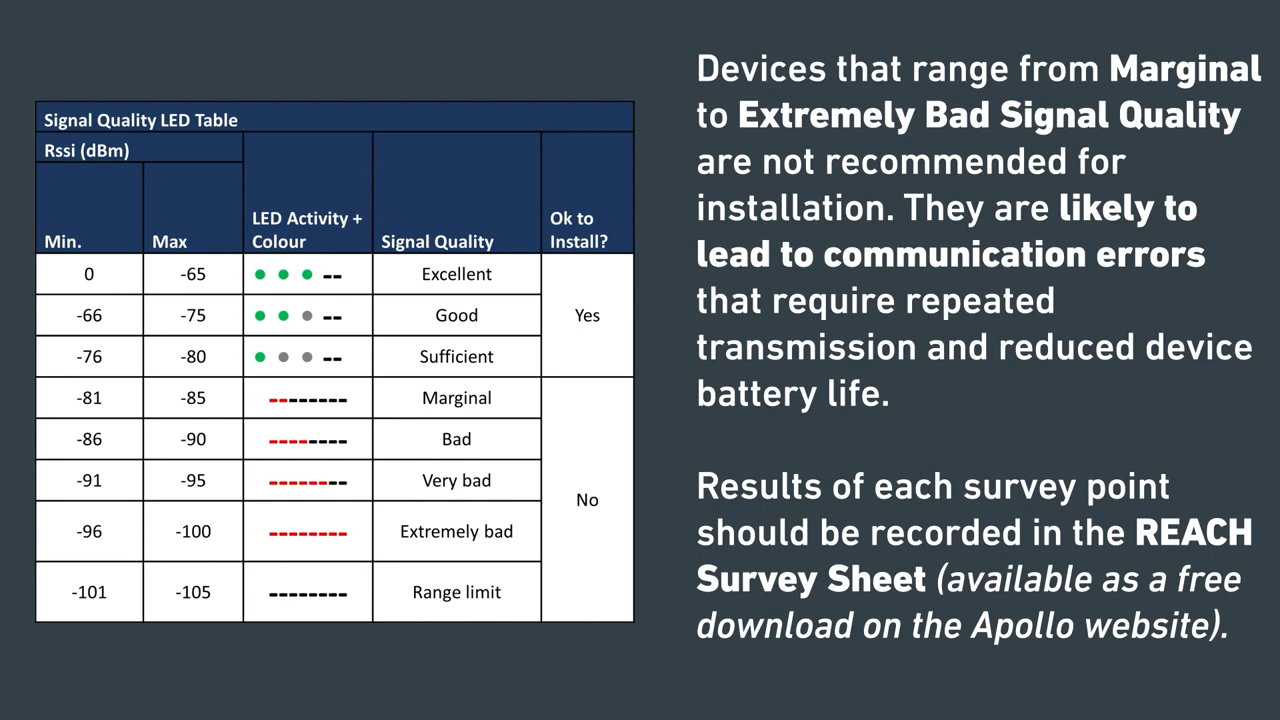 Signal Quality LED Table
Rssi (dBm)
Min.
Max
LED Activity +
Colour
Signal Quality
Ok to
Install?
0 -65 Excellent
-66 -75 Good
Yes
-76 -80 Sufficient
-81 -85 Marginal
-86 -90 Bad
-91 -95 Very bad
No
-96 -100 Extremely bad
-101 -105 Range limit
Devices that range from Marginal
to Extremely Bad Signal Quality
are not recommended for
installation. They are likely to
lead to communication errors
that require repeated
transmission and reduced device
battery life.
Results of each survey point
should be recorded in the REACH
Survey Sheet (available as a free
download on the Apollo website).